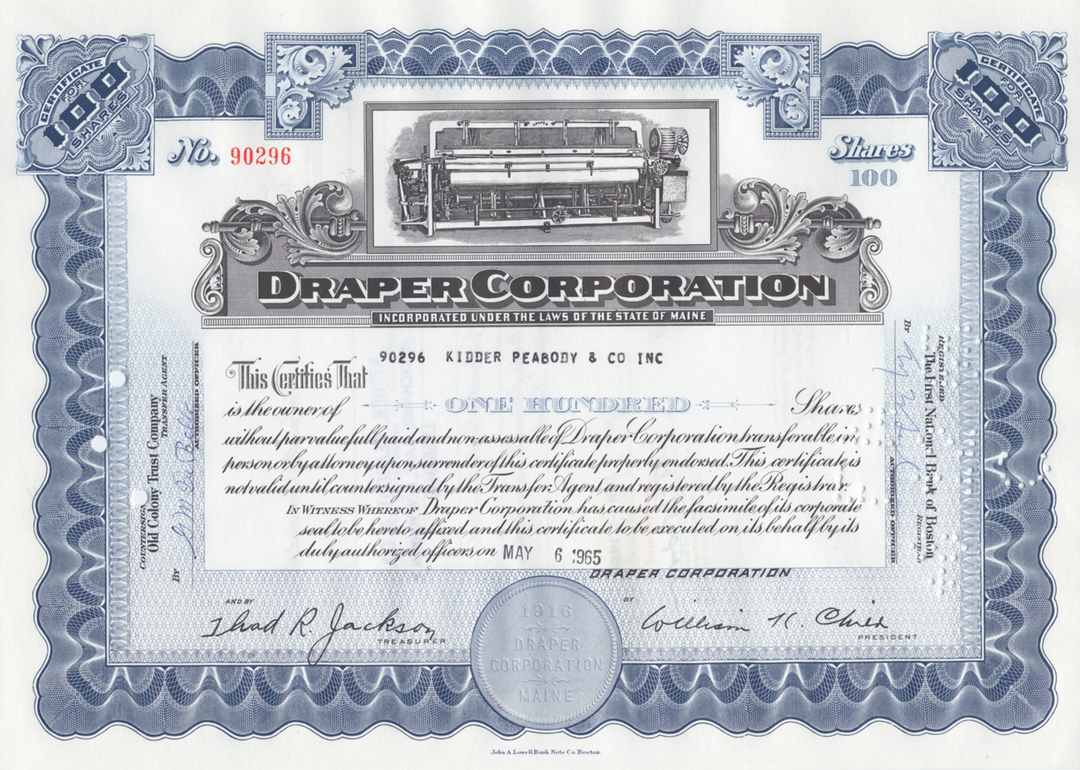 CERTIFICATE
FOR
100
SHARES
CERTIFICATE
FOR
100
SHARES
No. 90296
Shares
100
DRAPER CORPORATION
INCORPORATED UNDER THE LAWS OF THE STATE OF MAINE
90296 KIDDER PEABODY & CO INC
This Certifies That
is the owner of ONE HUNDRED Shares
without par value full paid and non-assessable of Draper Corporation transferable in
person or by attorney upon surrender of this certificate properly endorsed. This certificate is
not valid until countersigned by the Transfer Agent and registered by the Registrar.
IN WITNESS WHEREOF Draper Corporation has caused the facsimile of its corporate
seal to be hereto affixed and this certificate to be executed on its behalf by its
duly authorized officers on MAY 6 1965
DRAPER CORPORATION
AND BY
Thad R. Jackson
TREASURER
BY
William K. Child
PRESIDENT
1916
DRAPER
CORPORATION
MAINE
COUNTERSIGNED
Old Colony Trust Company
TRANSFER AGENT
By
AUTHORIZED OFFICER
REGISTERED
The First National Bank of Boston
REGISTRAR
By
AUTHORIZED OFFICER
John A. Lowell Bank Note Co. Boston